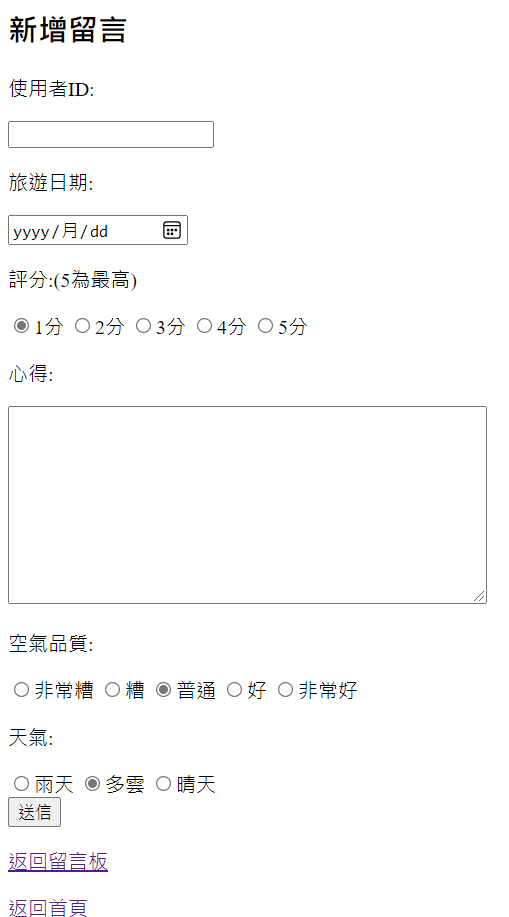 新增留言
使用者ID:
旅遊日期:
yyyy/月/dd
評分:(5為最高)
1分 2分 3分 4分 5分
心得:
空氣品質:
非常糟 糟 普通 好 非常好
天氣:
雨天 多雲 晴天
送信
返回留言板
返回首頁